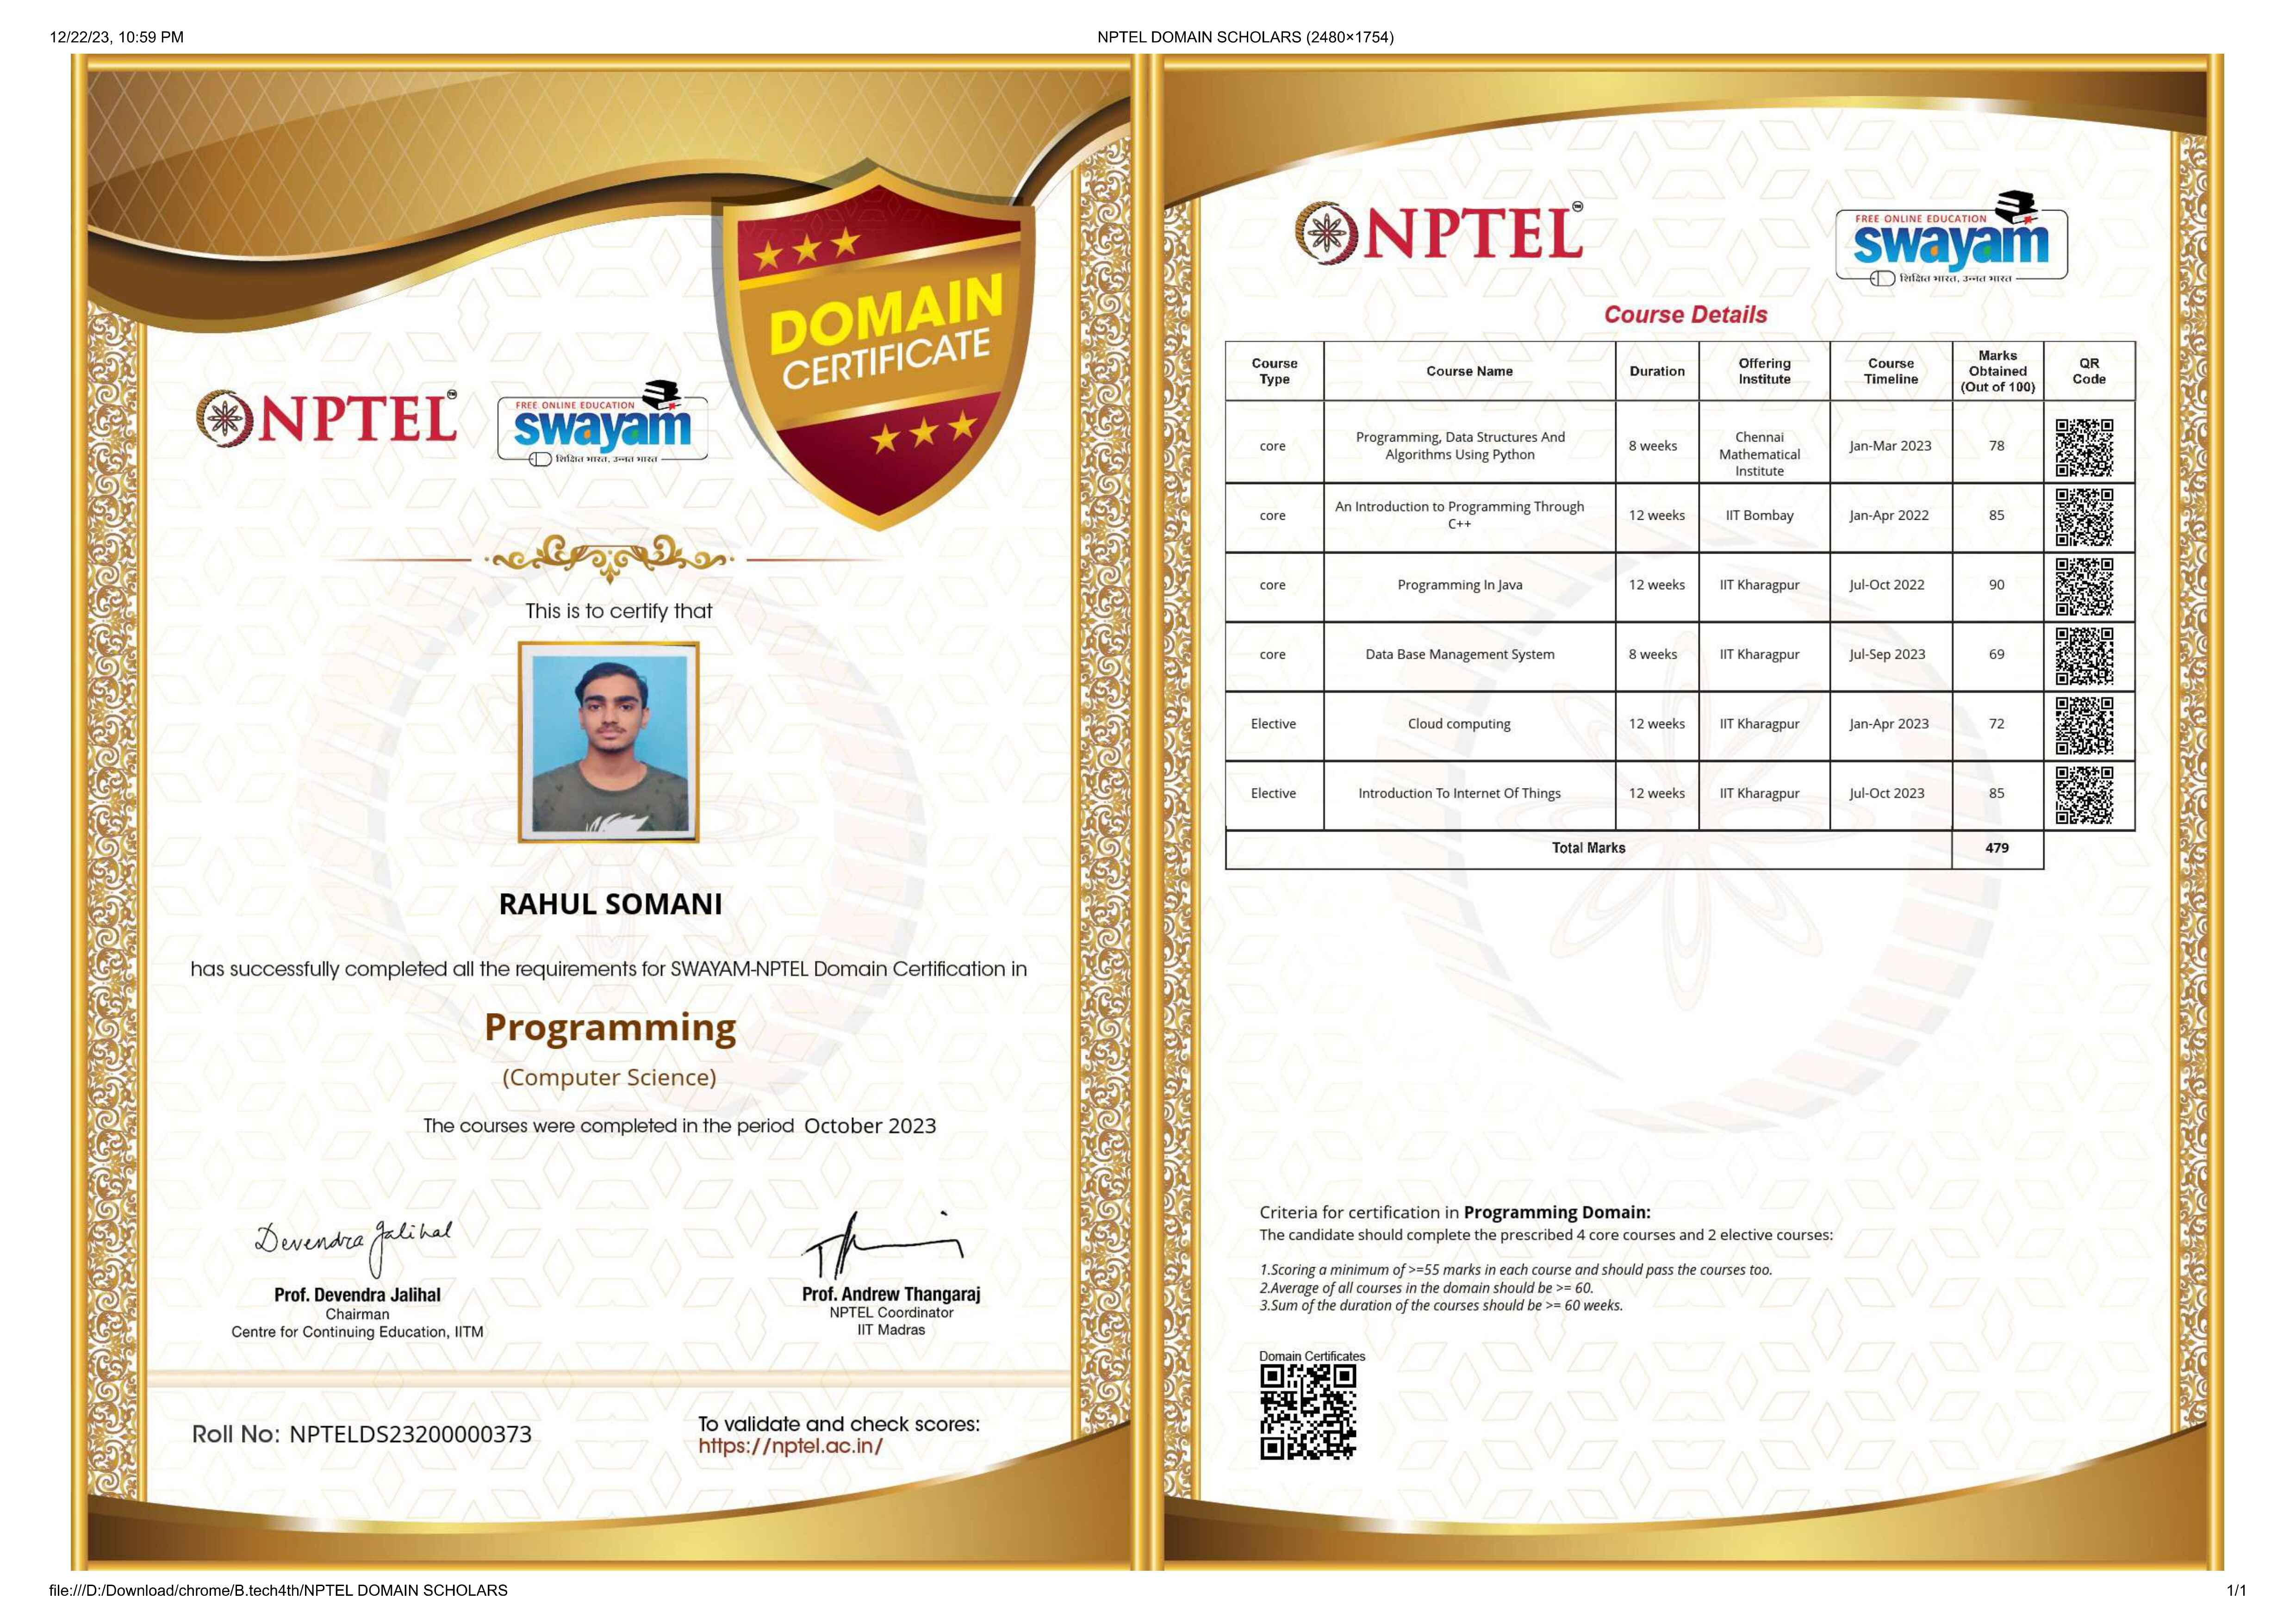 12/22/23, 10:59 PM
NPTEL DOMAIN SCHOLARS (2480×1754)
DOMAIN
CERTIFICATE
NPTEL
FREE ONLINE EDUCATION
swayam
शिक्षित भारत, उन्नत भारत
This is to certify that
RAHUL SOMANI
has successfully completed all the requirements for SWAYAM-NPTEL Domain Certification in
Programming
(Computer Science)
The courses were completed in the period October 2023
Devendra Jalihal
Prof. Devendra Jalihal
Chairman
Centre for Continuing Education, IITM
Prof. Andrew Thangaraj
NPTEL Coordinator
IIT Madras
Roll No: NPTELDS23200000373
To validate and check scores:
https://nptel.ac.in/
NPTEL
FREE ONLINE EDUCATION
swayam
शिक्षित भारत, उन्नत भारत
Course Details
Course Type Course Name Duration Offering Institute Course Timeline Marks Obtained (Out of 100) QR Code
core Programming, Data Structures And Algorithms Using Python 8 weeks Chennai Mathematical Institute Jan-Mar 2023 78
core An Introduction to Programming Through C++ 12 weeks IIT Bombay Jan-Apr 2022 85
core Programming In Java 12 weeks IIT Kharagpur Jul-Oct 2022 90
core Data Base Management System 8 weeks IIT Kharagpur Jul-Sep 2023 69
Elective Cloud computing 12 weeks IIT Kharagpur Jan-Apr 2023 72
Elective Introduction To Internet Of Things 12 weeks IIT Kharagpur Jul-Oct 2023 85
Total Marks 479
Criteria for certification in Programming Domain:
The candidate should complete the prescribed 4 core courses and 2 elective courses:
1.Scoring a minimum of >=55 marks in each course and should pass the courses too.
2.Average of all courses in the domain should be >= 60.
3.Sum of the duration of the courses should be >= 60 weeks.
Domain Certificates
file:///D:/Download/chrome/B.tech4th/NPTEL DOMAIN SCHOLARS
1/1